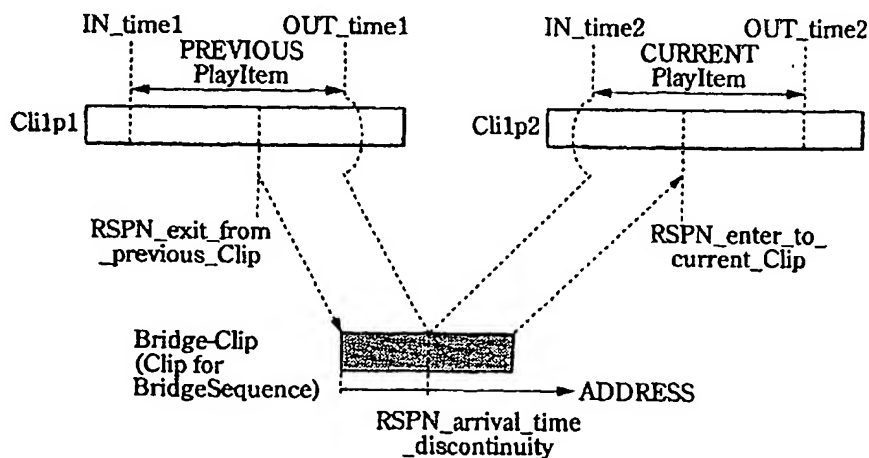 IN_time1
OUT_time1
IN_time2
OUT_time2
PREVIOUS
PlayItem
CURRENT
PlayItem
Cli1p1
Cli1p2
RSPN_exit_from
_previous_Clip
RSPN_enter_to_
current_Clip
Bridge-Clip
(Clip for
BridgeSequence)
ADDRESS
RSPN_arrival_time
_discontinuity